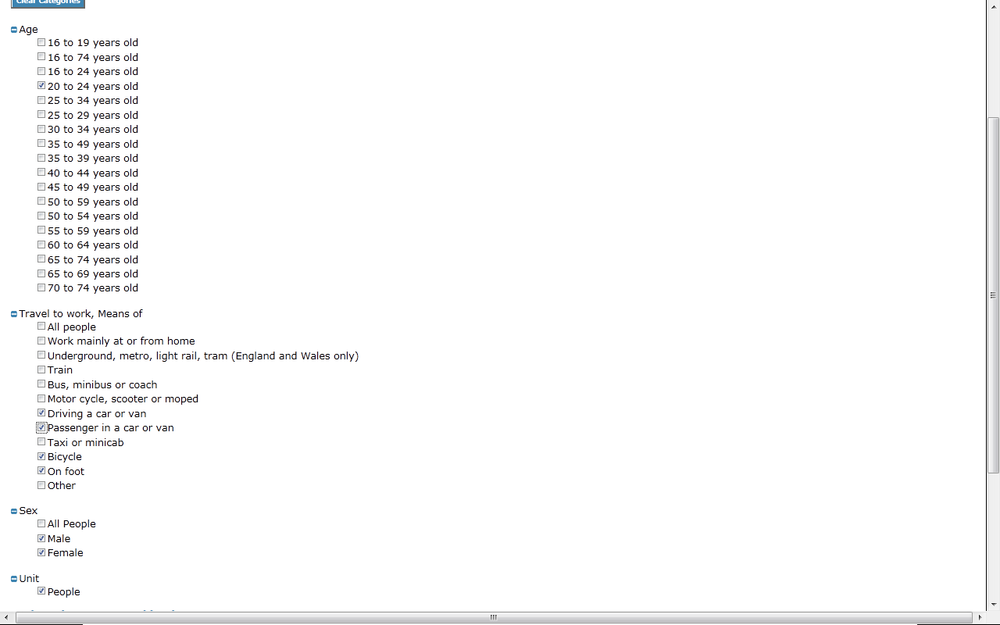 Clear Categories
Age
16 to 19 years old
16 to 74 years old
16 to 24 years old
20 to 24 years old
25 to 34 years old
25 to 29 years old
30 to 34 years old
35 to 49 years old
35 to 39 years old
40 to 44 years old
45 to 49 years old
50 to 59 years old
50 to 54 years old
55 to 59 years old
60 to 64 years old
65 to 74 years old
65 to 69 years old
70 to 74 years old
Travel to work, Means of
All people
Work mainly at or from home
Underground, metro, light rail, tram (England and Wales only)
Train
Bus, minibus or coach
Motor cycle, scooter or moped
Driving a car or van
Passenger in a car or van
Taxi or minicab
Bicycle
On foot
Other
Sex
All People
Male
Female
Unit
People